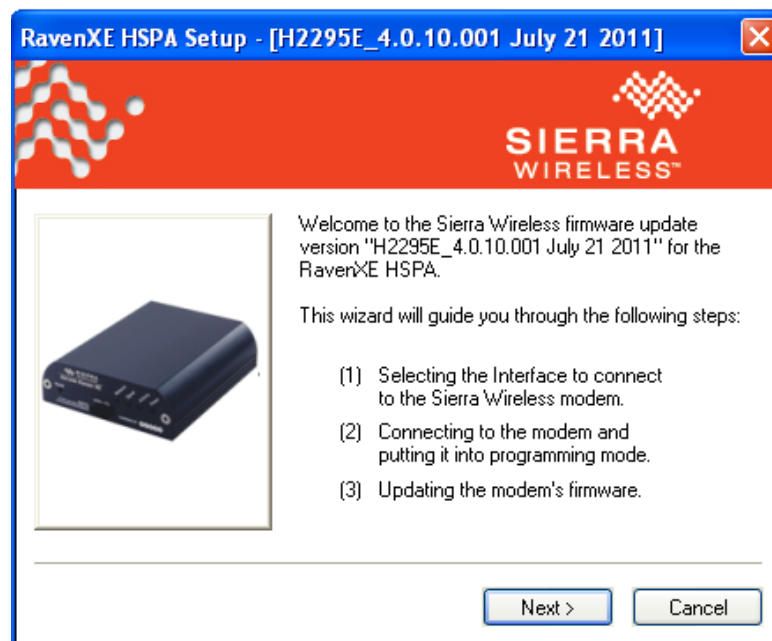 RavenXE HSPA Setup - [H2295E_4.0.10.001 July 21 2011]
SIERRA
WIRELESS™
Welcome to the Sierra Wireless firmware update
version "H2295E_4.0.10.001 July 21 2011" for the
RavenXE HSPA.
This wizard will guide you through the following steps:
(1) Selecting the Interface to connect
to the Sierra Wireless modem.
(2) Connecting to the modem and
putting it into programming mode.
(3) Updating the modem's firmware.
Next >
Cancel